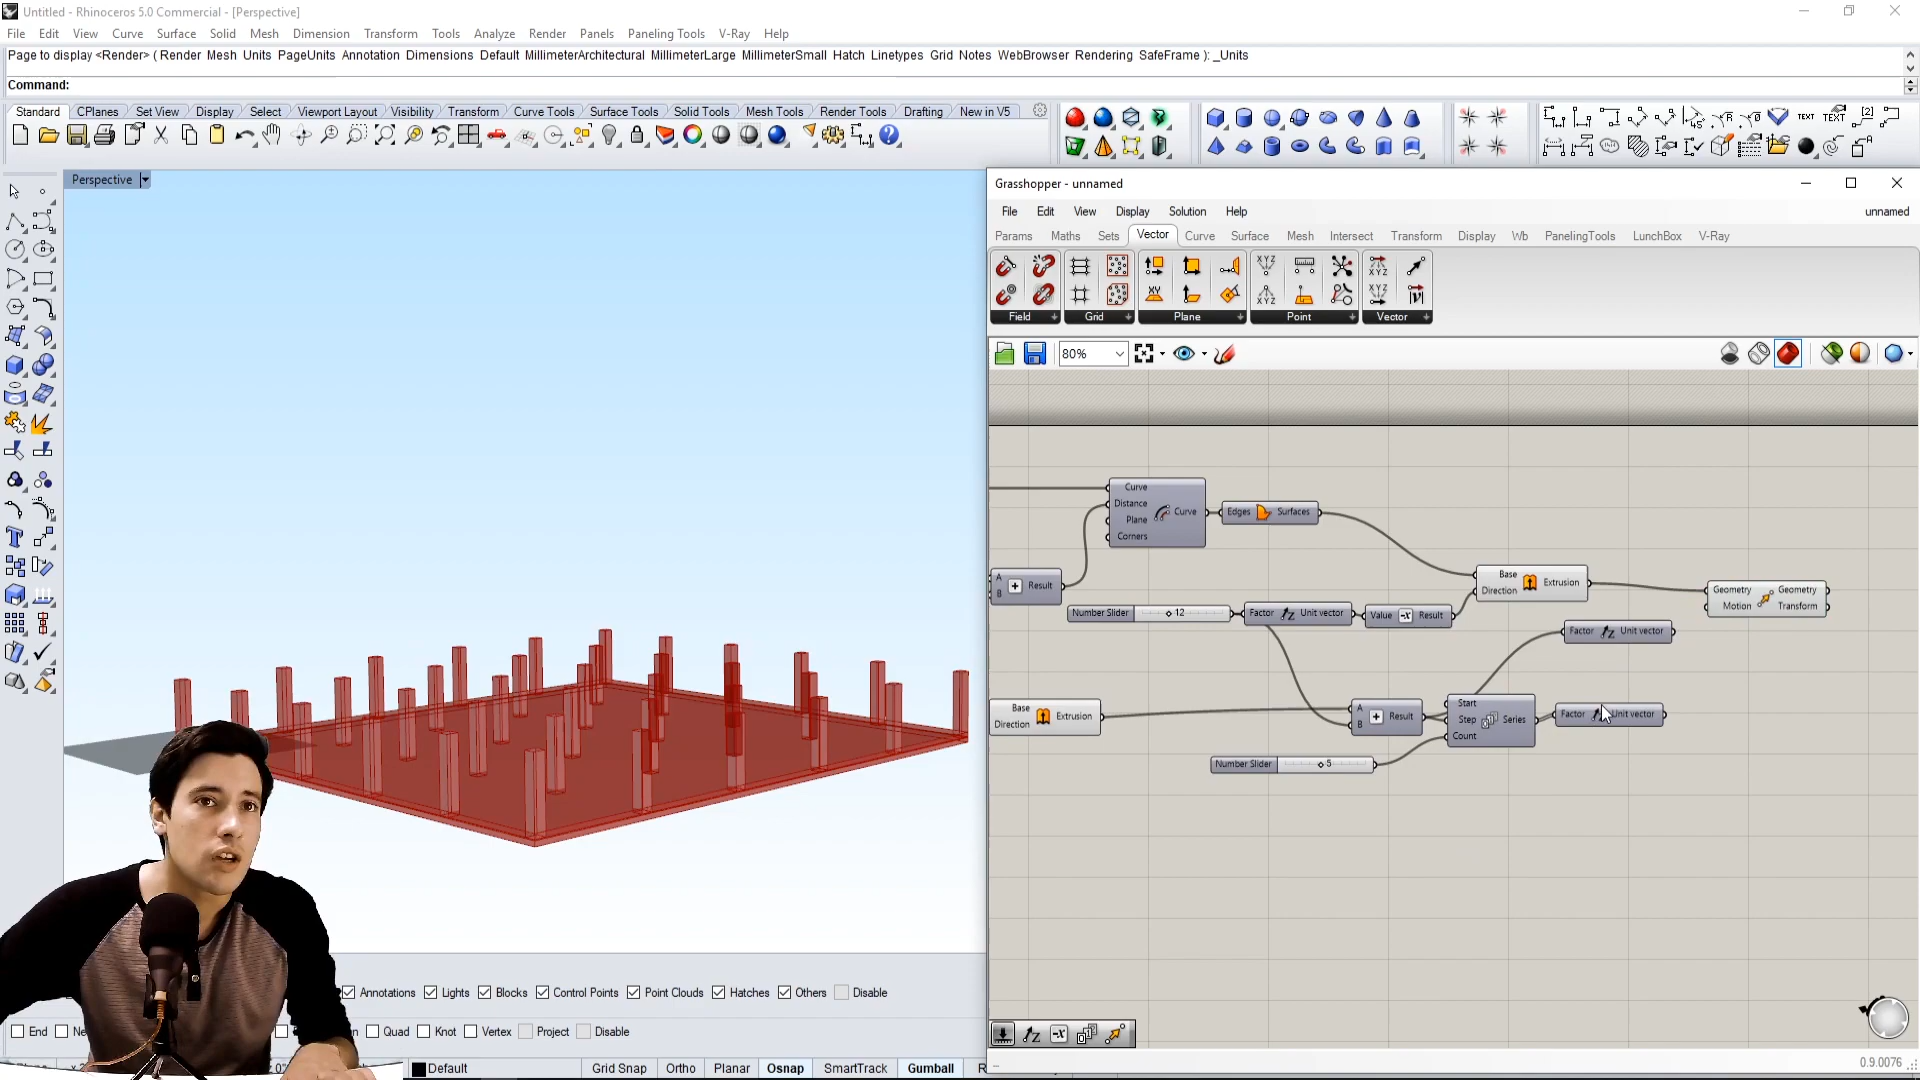 Untitled - Rhinoceros 5.0 Commercial - [Perspective]
File Edit View Curve Surface Solid Mesh Dimension Transform Tools Analyze Render Panels Paneling Tools V-Ray Help
Page to display <Render> ( Render Mesh Units PageUnits Annotation Dimensions Default MillimeterArchitectural MillimeterLarge MillimeterSmall Hatch Linetypes Grid Notes WebBrowser Rendering SafeFrame ): _Units
Command:
Standard CPlanes Set View Display Select Viewport Layout Visibility Transform Curve Tools Surface Tools Solid Tools Mesh Tools Render Tools Drafting New in V5
Perspective
Grasshopper - unnamed
File Edit View Display Solution Help unnamed
Params Maths Sets Vector Curve Surface Mesh Intersect Transform Display Wb PanelingTools LunchBox V-Ray
Field Grid Plane Point Vector
80%
Curve
Distance Curve
Plane
Corners
Edges Surfaces
A Result
B
Number Slider 12
Factor Unit vector
Value -x Result
Base Extrusion
Direction
Geometry Geometry
Motion Transform
Factor Unit vector
Base Extrusion
Direction
A Result
B
Start
Step Series
Count
Factor Unit vector
Number Slider 5
Annotations Lights Blocks Control Points Point Clouds Hatches Others Disable
End Quad Knot Vertex Project Disable
Default Grid Snap Ortho Planar Osnap SmartTrack Gumball
0.9.0076